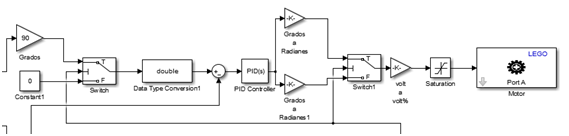 90
Grados
0
Constant1
T
F
Switch
double
Data Type Conversion1
PID(s)
PID Controller
-K-
Grados
a
Radianes
-K-
Grados
a
Radianes1
T
F
Switch1
-K-
volt
a
volt%
Saturation
LEGO
Port A
Motor